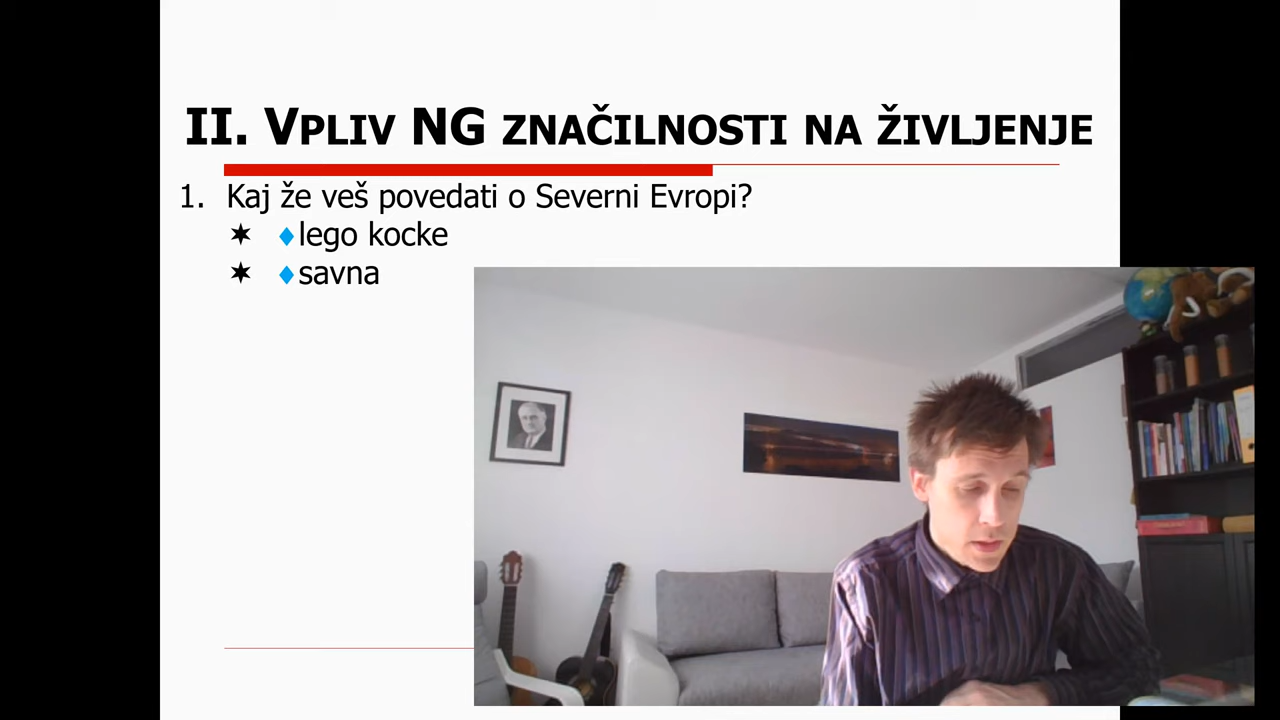 II. VPLIV NG ZNAČILNOSTI NA ŽIVLJENJE
1. Kaj že veš povedati o Severni Evropi?
✶ ♦lego kocke
✶ ♦savna